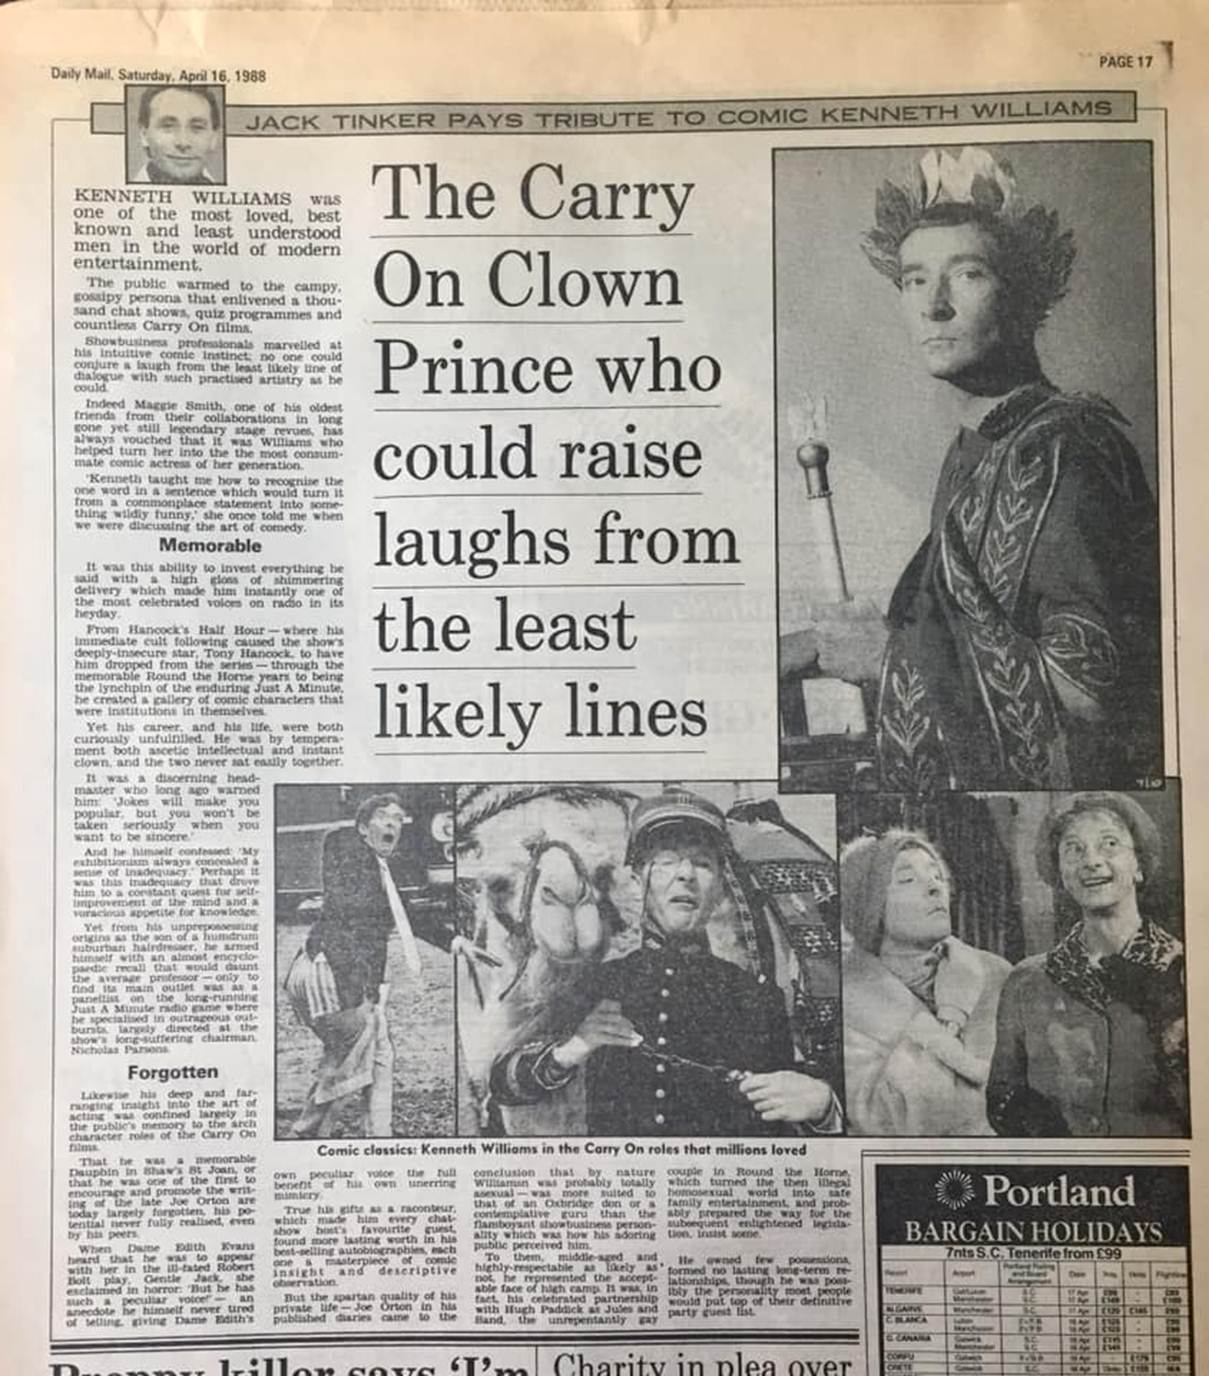 Daily Mail, Saturday, April 16, 1988
PAGE 17
JACK TINKER PAYS TRIBUTE TO COMIC KENNETH WILLIAMS
The Carry
On Clown
Prince who
could raise
laughs from
the least
likely lines
KENNETH WILLIAMS was
one of the most loved, best
known and least understood
men in the world of modern
entertainment.
The public warmed to the campy,
gossipy persona that enlivened a thou-
sand chat shows, quiz programmes and
countless Carry On films.
Showbusiness professionals marvelled at
his intuitive comic instinct; no one could
conjure a laugh from the least likely line of
dialogue with such practised artistry as he
could.
Indeed Maggie Smith, one of his oldest
friends from their collaborations in long
gone yet still legendary stage revues, has
always vouched that it was Williams who
helped turn her into the the most consum-
mate comic actress of her generation.
'Kenneth taught me how to recognise the
one word in a sentence which would turn it
from a commonplace statement into some-
thing wildly funny,' she once told me when
we were discussing the art of comedy.
Memorable
It was this ability to invest everything he
said with a high gloss of shimmering
delivery which made him instantly one of
the most celebrated voices on radio in its
heyday.
From Hancock's Half Hour — where his
immediate cult following caused the show's
deeply-insecure star, Tony Hancock, to have
him dropped from the series — through the
memorable Round the Horne years to being
the lynchpin of the enduring Just A Minute,
he created a gallery of comic characters that
were institutions in themselves.
Yet his career, and his life, were both
curiously unfulfilled. He was by tempera-
ment both ascetic intellectual and instant
clown, and the two never sat easily together.
It was a discerning head-
master who long ago warned
him: 'Jokes will make you
popular, but you won't be
taken seriously when you
want to be sincere.'
And he himself confessed: 'My
exhibitionism always concealed a
sense of inadequacy.' Perhaps it
was this inadequacy that drove
him to a constant quest for self-
improvement of the mind and a
voracious appetite for knowledge.
Yet from his unprepossessing
origins as the son of a humdrum
suburban hairdresser, he armed
himself with an almost encyclo-
paedic recall that would daunt
the average professor — only to
find its main outlet was as a
panellist on the long-running
Just A Minute radio game where
he specialised in outrageous out-
bursts, largely directed at the
show's long-suffering chairman,
Nicholas Parsons.
Forgotten
Likewise his deep and far-
ranging insight into the art of
acting was confined largely in
the public's memory to the arch
character roles of the Carry On
films.
That he was a memorable
Dauphin in Shaw's St Joan, or
that he was one of the first to
encourage and promote the writ-
ing of the late Joe Orton are
today largely forgotten, his po-
tential never fully realised, even
by his peers.
When Dame Edith Evans
heard that he was to appear
with her in the ill-fated Robert
Bolt play, Gentle Jack, she
exclaimed in horror: 'But he has
such a peculiar voice!' — an
anecdote he himself never tired
of telling, giving Dame Edith's
Comic classics: Kenneth Williams in the Carry On roles that millions loved
own peculiar voice the full
benefit of his own unerring
mimicry.
True his gifts as a raconteur,
which made him every chat-
show host's favourite guest,
found more lasting worth in his
best-selling autobiographies, each
one a masterpiece of comic
insight and descriptive
observation.
But the spartan quality of his
private life — Joe Orton in his
published diaries came to the
conclusion that by nature
Williams was probably totally
asexual — was more suited to
that of an Oxbridge don or a
contemplative guru than the
flamboyant showbusiness person-
ality which was how his adoring
public perceived him.
To them, middle-aged and
highly-respectable as likely as
not, he represented the accept-
able face of high camp. It was, in
fact, his celebrated partnership
with Hugh Paddick as Jules and
Sand, the unrepentantly gay
couple in Round the Horne,
which turned the then illegal
homosexual world into safe
family entertainment, and prob-
ably prepared the way for the
subsequent enlightened legisla-
tion, insist some.
He owned few possessions,
formed no lasting long-term re-
lationships, though he was poss-
ibly the personality most people
would put top of their definitive
party guest list.
Portland
BARGAIN HOLIDAYS
7nts S.C. Tenerife from £99
Resort Airport Date
TENERIFE
Manchester
ALGARVE Manchester
C. BLANCA
Manchester
G. CANARIA Gatwick
Manchester
CORFU Gatwick
CRETE Gatwick
killer says 'I'm
Charity in plea over